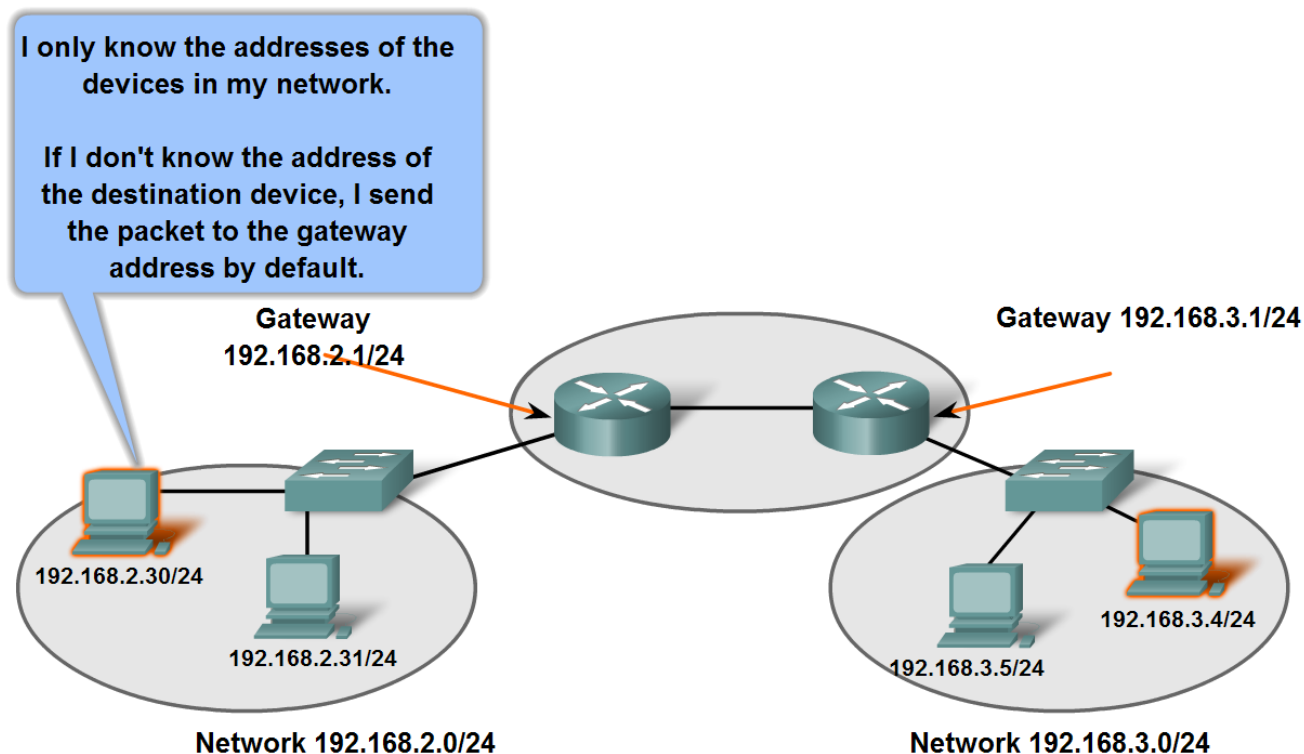 I only know the addresses of the
devices in my network.
If I don't know the address of
the destination device, I send
the packet to the gateway
address by default.
Gateway
192.168.2.1/24
Gateway 192.168.3.1/24
192.168.2.30/24
192.168.2.31/24
192.168.3.4/24
192.168.3.5/24
Network 192.168.2.0/24
Network 192.168.3.0/24